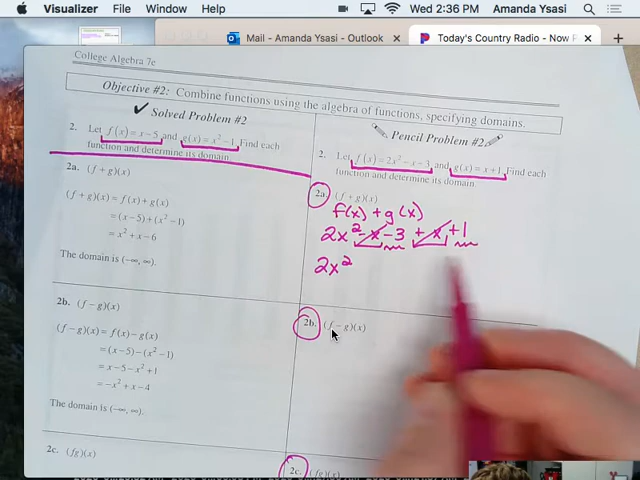 Visualizer File Window Help Wed 2:36 PM Amanda Ysasi
Mail - Amanda Ysasi - Outlook
Today's Country Radio - Now P
College Algebra 7e
Objective #2: Combine functions using the algebra of functions, specifying domains.
✔ Solved Problem #2
2. Let f(x) = x − 5 and g(x) = x² − 1. Find each
function and determine its domain.
2a. (f + g)(x)
(f + g)(x) = f(x) + g(x)
= (x − 5) + (x² − 1)
= x² + x − 6
The domain is (−∞, ∞).
2b. (f − g)(x)
(f − g)(x) = f(x) − g(x)
= (x − 5) − (x² − 1)
= x − 5 − x² + 1
= −x² + x − 4
The domain is (−∞, ∞).
2c. (fg)(x)
Pencil Problem #2
2. Let f(x) = 2x² − x − 3 and g(x) = x + 1. Find each
function and determine its domain.
2a. (f + g)(x)
f(x) + g(x)
2x² − x − 3 + x + 1
2x²
2b. (f − g)(x)
2c. (fg)(x)